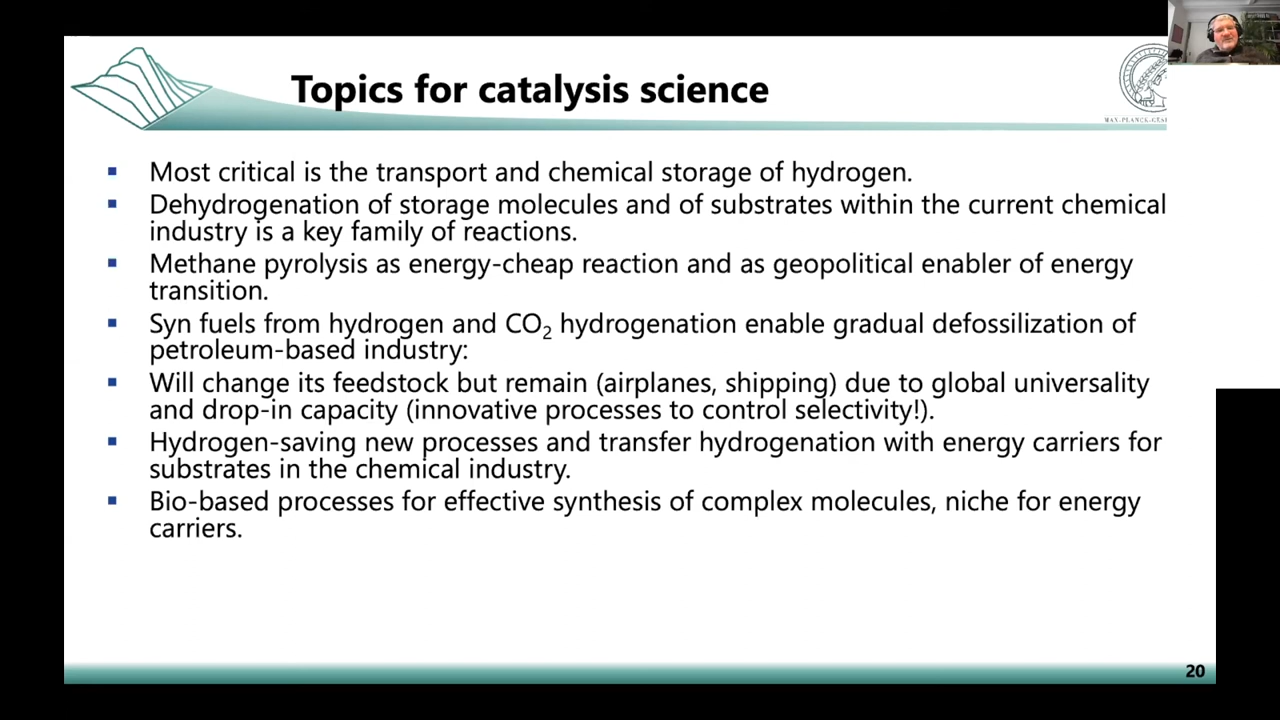 Topics for catalysis science
MAX-PLANCK-GES
▪ Most critical is the transport and chemical storage of hydrogen.
▪ Dehydrogenation of storage molecules and of substrates within the current chemical
industry is a key family of reactions.
▪ Methane pyrolysis as energy-cheap reaction and as geopolitical enabler of energy
transition.
▪ Syn fuels from hydrogen and CO₂ hydrogenation enable gradual defossilization of
petroleum-based industry:
▪ Will change its feedstock but remain (airplanes, shipping) due to global universality
and drop-in capacity (innovative processes to control selectivity!).
▪ Hydrogen-saving new processes and transfer hydrogenation with energy carriers for
substrates in the chemical industry.
▪ Bio-based processes for effective synthesis of complex molecules, niche for energy
carriers.
20